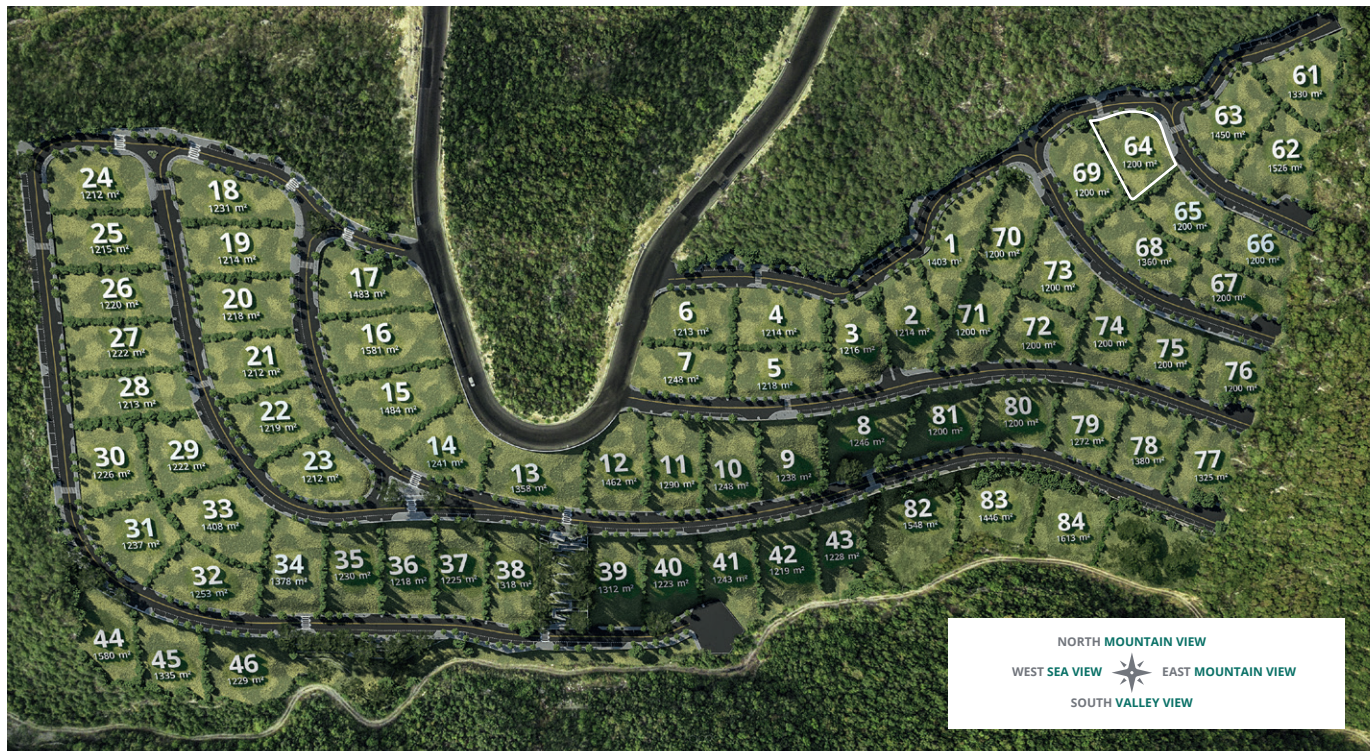 61
1330 m²
63
1450 m²
62
1526 m²
64
1200 m²
69
1200 m²
65
1200 m²
66
1200 m²
68
1360 m²
67
1200 m²
24
1212 m²
18
1231 m²
25
1215 m²
19
1214 m²
26
1220 m²
20
1218 m²
17
1483 m²
27
1222 m²
21
1212 m²
16
1581 m²
28
1213 m²
22
1219 m²
15
1484 m²
30
1226 m²
29
1222 m²
23
1212 m²
14
1241 m²
13
1358 m²
31
1237 m²
33
1408 m²
32
1253 m²
34
1378 m²
35
1230 m²
36
1218 m²
37
1225 m²
38
1318 m²
44
1580 m²
45
1335 m²
46
1229 m²
6
1213 m²
4
1214 m²
3
1216 m²
2
1214 m²
1
1403 m²
70
1200 m²
73
1200 m²
7
1248 m²
5
1218 m²
71
1200 m²
72
1200 m²
74
1200 m²
75
1200 m²
76
1200 m²
12
1462 m²
11
1290 m²
10
1248 m²
9
1238 m²
8
1246 m²
81
1200 m²
80
1200 m²
79
1272 m²
78
1380 m²
77
1325 m²
39
1312 m²
40
1223 m²
41
1243 m²
42
1219 m²
43
1228 m²
82
1548 m²
83
1446 m²
84
1613 m²
NORTH MOUNTAIN VIEW
WEST SEA VIEW EAST MOUNTAIN VIEW
SOUTH VALLEY VIEW